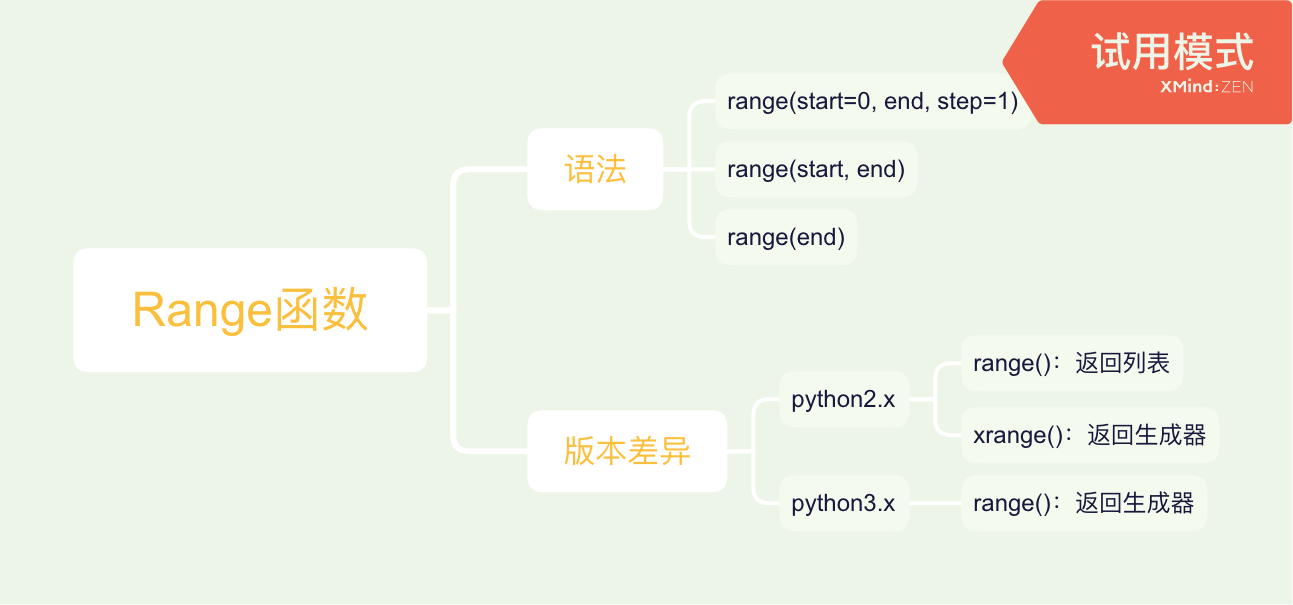 试用模式
XMind:ZEN
Range函数
语法
range(start=0, end, step=1)
range(start, end)
range(end)
版本差异
python2.x
range()：返回列表
xrange()：返回生成器
python3.x
range()：返回生成器